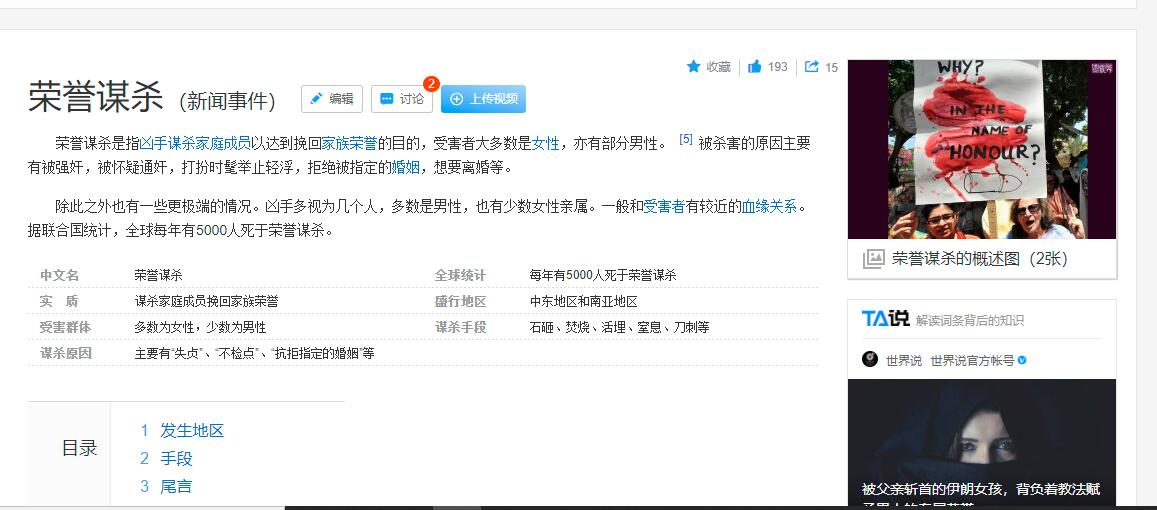 收藏 193 15
荣誉谋杀 （新闻事件） 编辑 讨论 2 上传视频
荣誉谋杀是指凶手谋杀家庭成员以达到挽回家族荣誉的目的，受害者大多数是女性，亦有部分男性。 [5] 被杀害的原因主要
有被强奸，被怀疑通奸，打扮时髦举止轻浮，拒绝被指定的婚姻，想要离婚等。
除此之外也有一些更极端的情况。凶手多视为几个人，多数是男性，也有少数女性亲属。一般和受害者有较近的血缘关系。
据联合国统计，全球每年有5000人死于荣誉谋杀。
中文名 荣誉谋杀 全球统计 每年有5000人死于荣誉谋杀
实 质 谋杀家庭成员挽回家族荣誉 盛行地区 中东地区和南亚地区
受害群体 多数为女性，少数为男性 谋杀手段 石砸、焚烧、活埋、窒息、刀刺等
谋杀原因 主要有“失贞”、“不检点”、“抗拒指定的婚姻”等
目录
1 发生地区
2 手段
3 尾言
WHY?
IN THE
NAME OF
HONOUR?
荣誉谋杀的概述图（2张）
TA说 解读词条背后的知识
世界说 世界说官方帐号
被父亲斩首的伊朗女孩，背负着教法赋